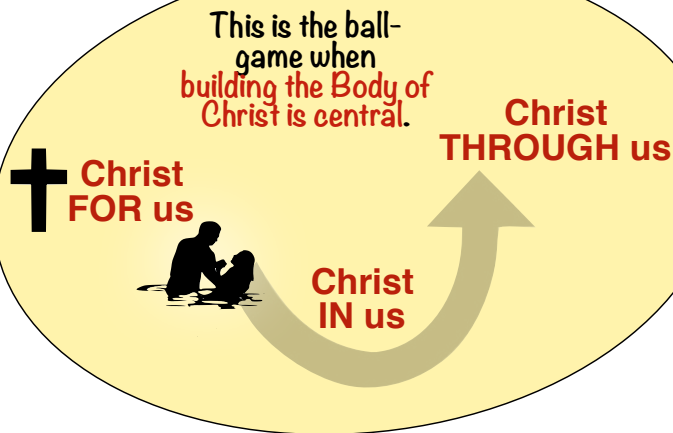 This is the ball-
game when
building the Body of
Christ is central.
Christ
THROUGH us
Christ
FOR us
Christ
IN us